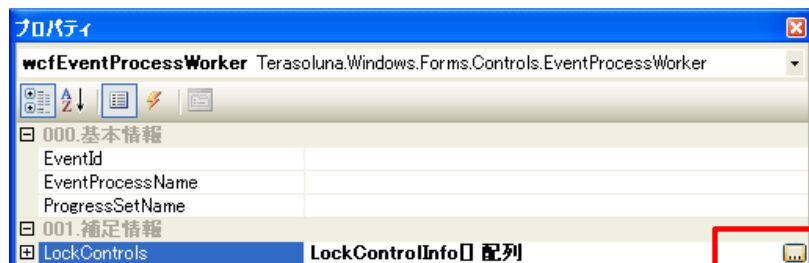 プロパティ
wcfEventProcessWorker Terasoluna.Windows.Forms.Controls.EventProcessWorker
000.基本情報
EventId
EventProcessName
ProgressSetName
001.補足情報
LockControls LockControlInfo[] 配列